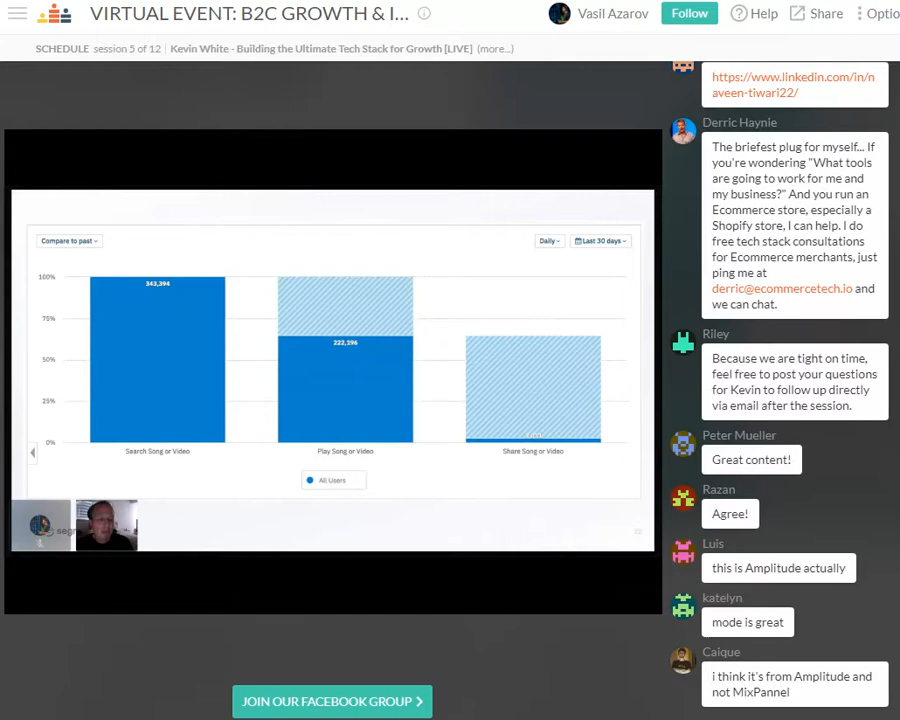 VIRTUAL EVENT: B2C GROWTH & I...
Vasil Azarov
Follow
Help
Share
Optio
SCHEDULE session 5 of 12 | Kevin White - Building the Ultimate Tech Stack for Growth [LIVE] (more...)
Compare to past
Daily
Last 30 days
100%
75%
50%
25%
0%
343,394
222,196
Search Song or Video
Play Song or Video
Share Song or Video
All Users
JOIN OUR FACEBOOK GROUP
https://www.linkedin.com/in/n
aveen-tiwari22/
Derric Haynie
The briefest plug for myself... If
you're wondering "What tools
are going to work for me and
my business?" And you run an
Ecommerce store, especially a
Shopify store, I can help. I do
free tech stack consultations
for Ecommerce merchants, just
ping me at
derric@ecommercetech.io and
we can chat.
Riley
Because we are tight on time,
feel free to post your questions
for Kevin to follow up directly
via email after the session.
Peter Mueller
Great content!
Razan
Agree!
Luis
this is Amplitude actually
katelyn
mode is great
Caique
i think it's from Amplitude and
not MixPannel